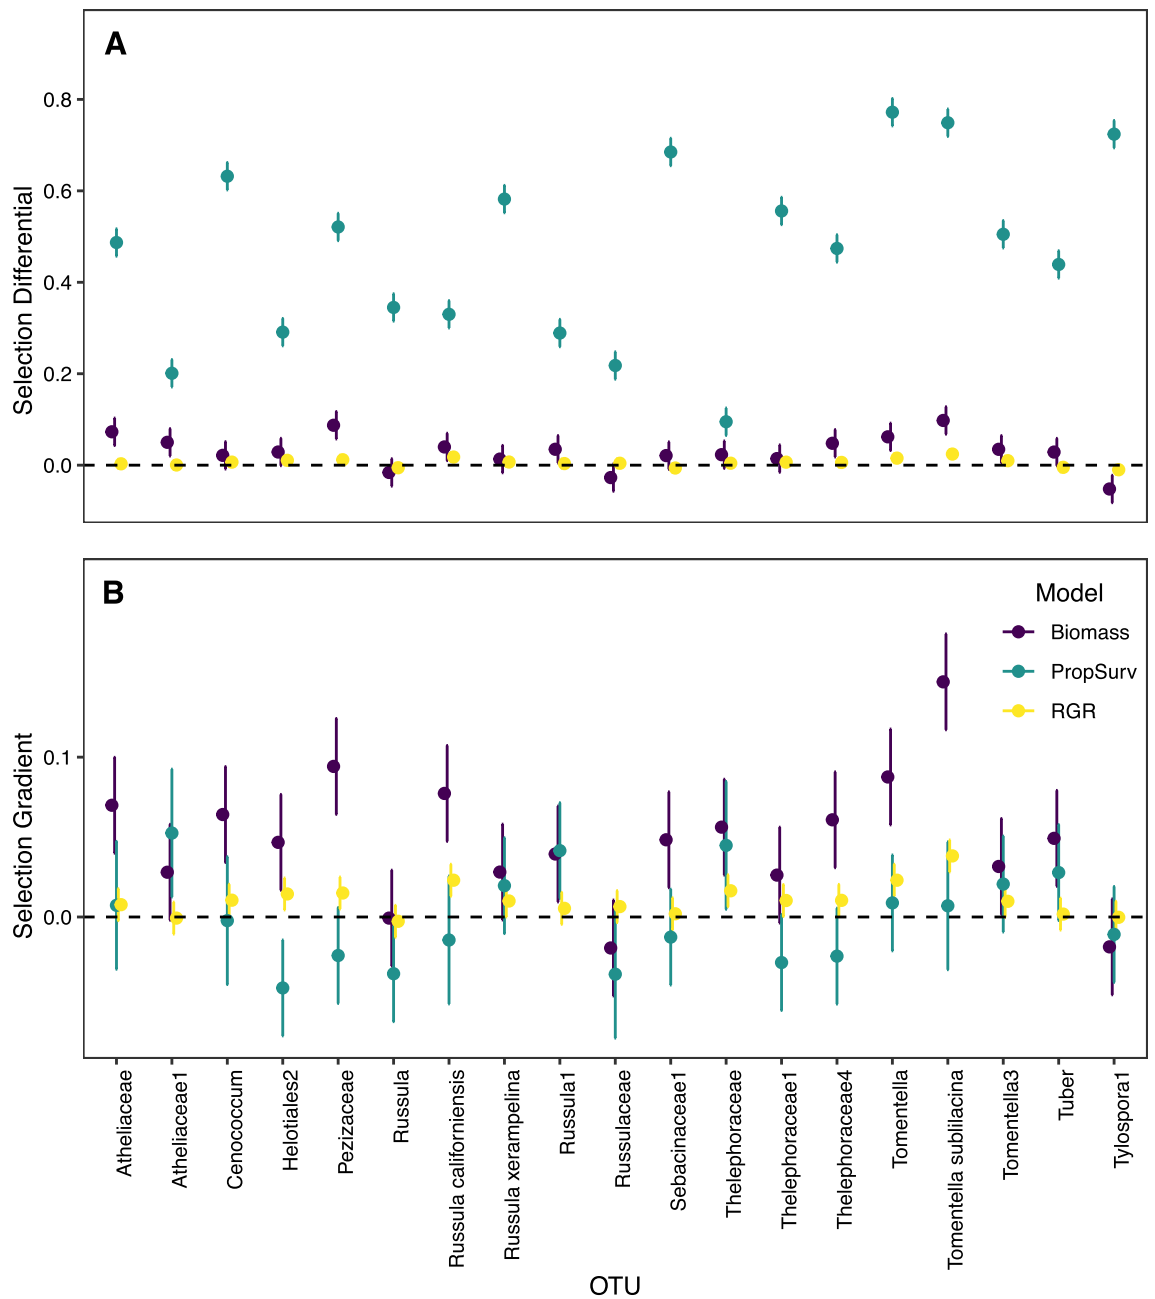 A
Selection Differential
0.8
0.6
0.4
0.2
0.0
B
Selection Gradient
0.1
0.0
Model
Biomass
PropSurv
RGR
Atheliaceae
Atheliaceae1
Cenococcum
Helotiales2
Pezizaceae
Russula
Russula californiensis
Russula xerampelina
Russula1
Russulaceae
Sebacinaceae1
Thelephoraceae
Thelephoraceae1
Thelephoraceae4
Tomentella
Tomentella sublilacina
Tomentella3
Tuber
Tylospora1
OTU